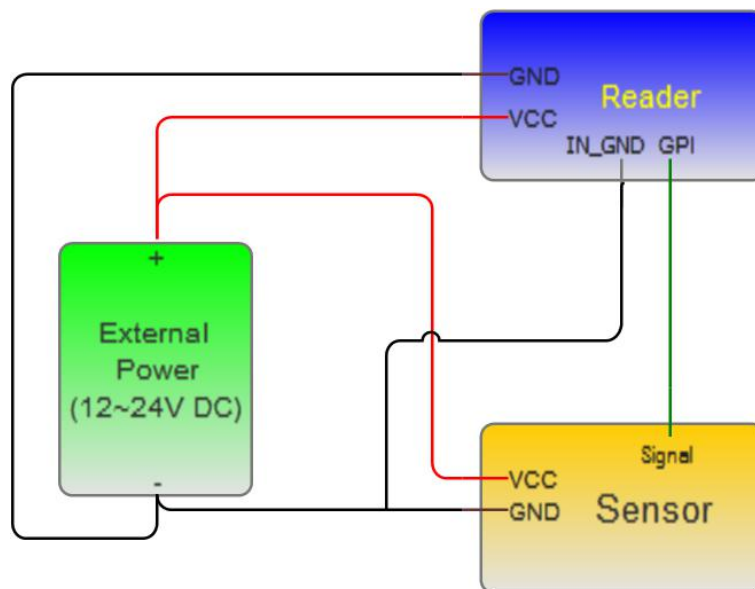 GND
Reader
VCC
IN_GND GPI
+
External
Power
(12~24V DC)
-
Signal
VCC
GND
Sensor